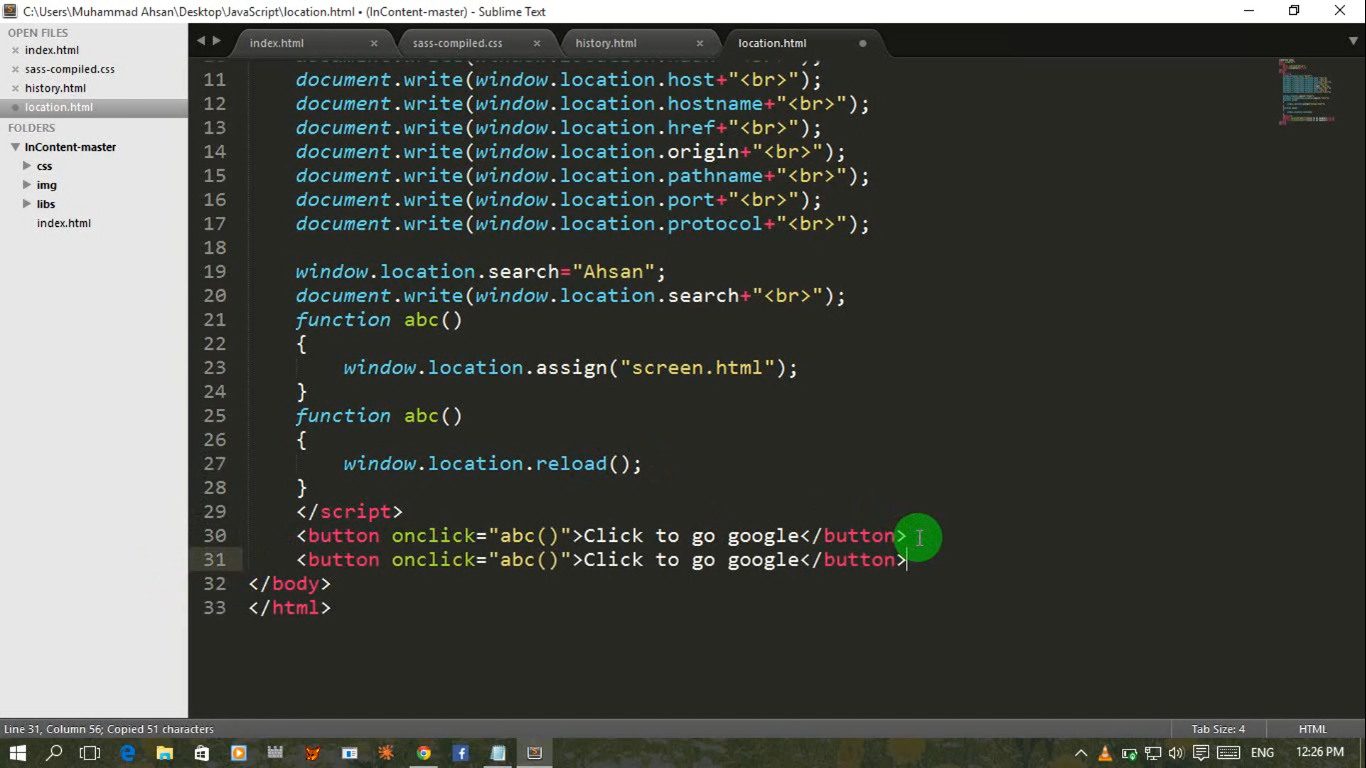 C:\Users\Muhammad Ahsan\Desktop\JavaScript\location.html • (InContent-master) - Sublime Text
OPEN FILES
index.html
sass-compiled.css
history.html
location.html
FOLDERS
InContent-master
css
img
libs
index.html
index.html
sass-compiled.css
history.html
location.html
11 document.write(window.location.host+"<br>");
12 document.write(window.location.hostname+"<br>");
13 document.write(window.location.href+"<br>");
14 document.write(window.location.origin+"<br>");
15 document.write(window.location.pathname+"<br>");
16 document.write(window.location.port+"<br>");
17 document.write(window.location.protocol+"<br>");
18
19 window.location.search="Ahsan";
20 document.write(window.location.search+"<br>");
21 function abc()
22 {
23 window.location.assign("screen.html");
24 }
25 function abc()
26 {
27 window.location.reload();
28 }
29 </script>
30 <button onclick="abc()">Click to go google</button>
31 <button onclick="abc()">Click to go google</button>
32 </body>
33 </html>
Line 31, Column 56; Copied 51 characters
Tab Size: 4
HTML
ENG
12:26 PM